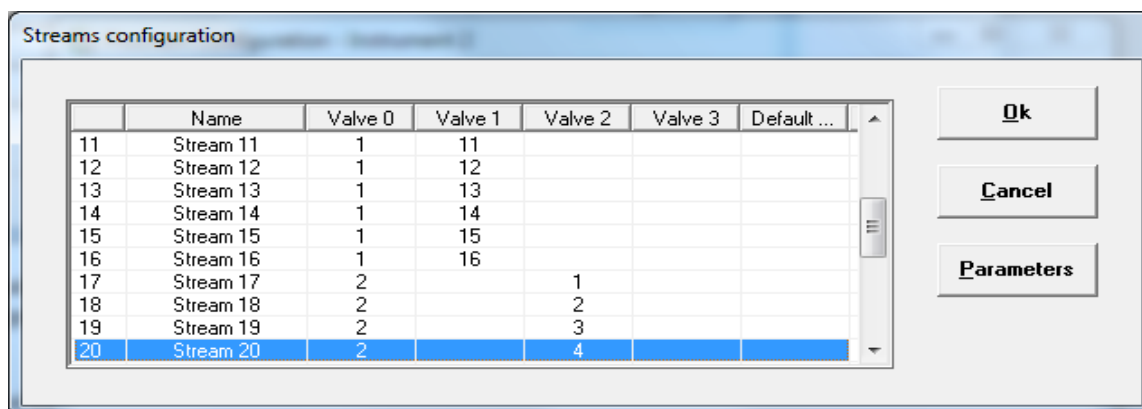 Streams configuration
Name Valve 0 Valve 1 Valve 2 Valve 3 Default ...
11 Stream 11 1 11
12 Stream 12 1 12
13 Stream 13 1 13
14 Stream 14 1 14
15 Stream 15 1 15
16 Stream 16 1 16
17 Stream 17 2 1
18 Stream 18 2 2
19 Stream 19 2 3
20 Stream 20 2 4
Ok
Cancel
Parameters